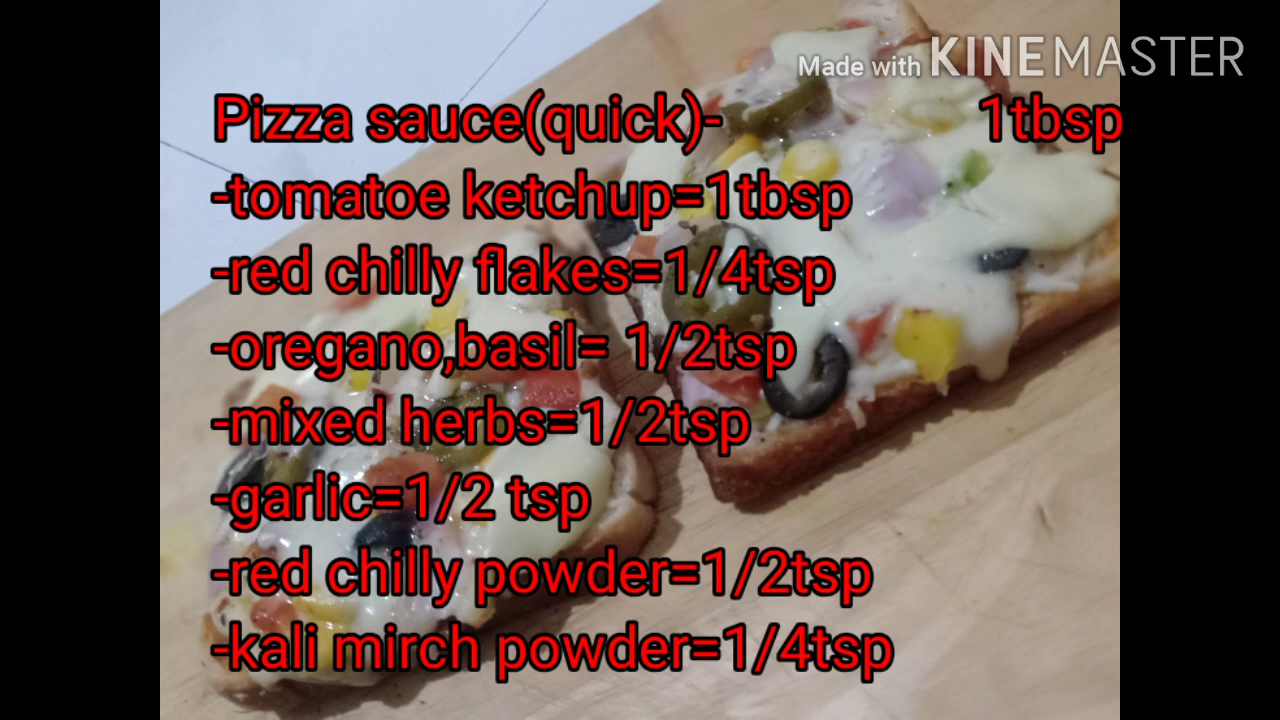 Made with KINEMASTER
Pizza sauce(quick)- 1tbsp
-tomatoe ketchup=1tbsp
-red chilly flakes=1/4tsp
-oregano,basil= 1/2tsp
-mixed herbs=1/2tsp
-garlic=1/2 tsp
-red chilly powder=1/2tsp
-kali mirch powder=1/4tsp